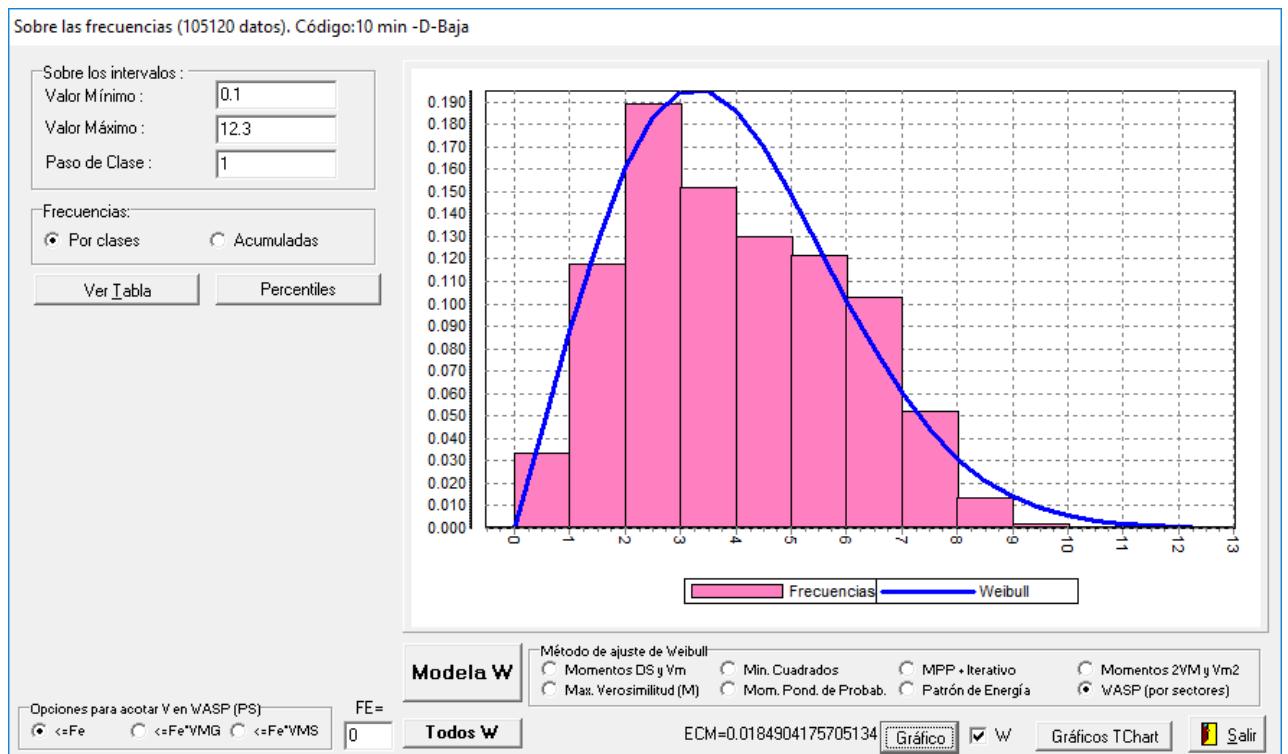 Sobre las frecuencias (105120 datos). Código:10 min -D-Baja
Sobre los intervalos :
Valor Mínimo : 0.1
Valor Máximo : 12.3
Paso de Clase : 1
Frecuencias:
Por clases Acumuladas
Ver Tabla Percentiles
0.190
0.180
0.170
0.160
0.150
0.140
0.130
0.120
0.110
0.100
0.090
0.080
0.070
0.060
0.050
0.040
0.030
0.020
0.010
0.000
0 1 2 3 4 5 6 7 8 9 10 11 12 13
Frecuencias Weibull
Modela W
Método de ajuste de Weibull
Momentos DS y Vm Min. Cuadrados MPP + Iterativo Momentos 2VM y Vm2
Max. Verosimilitud (M) Mom. Pond. de Probab. Patrón de Energía WASP (por sectores)
Opciones para acotar V en WASP (PS)
<=Fe <=Fe*VMG <=Fe*VMS
FE=
0
Todos W
ECM=0.0184904175705134
Gráfico
W
Gráficos TChart
Salir